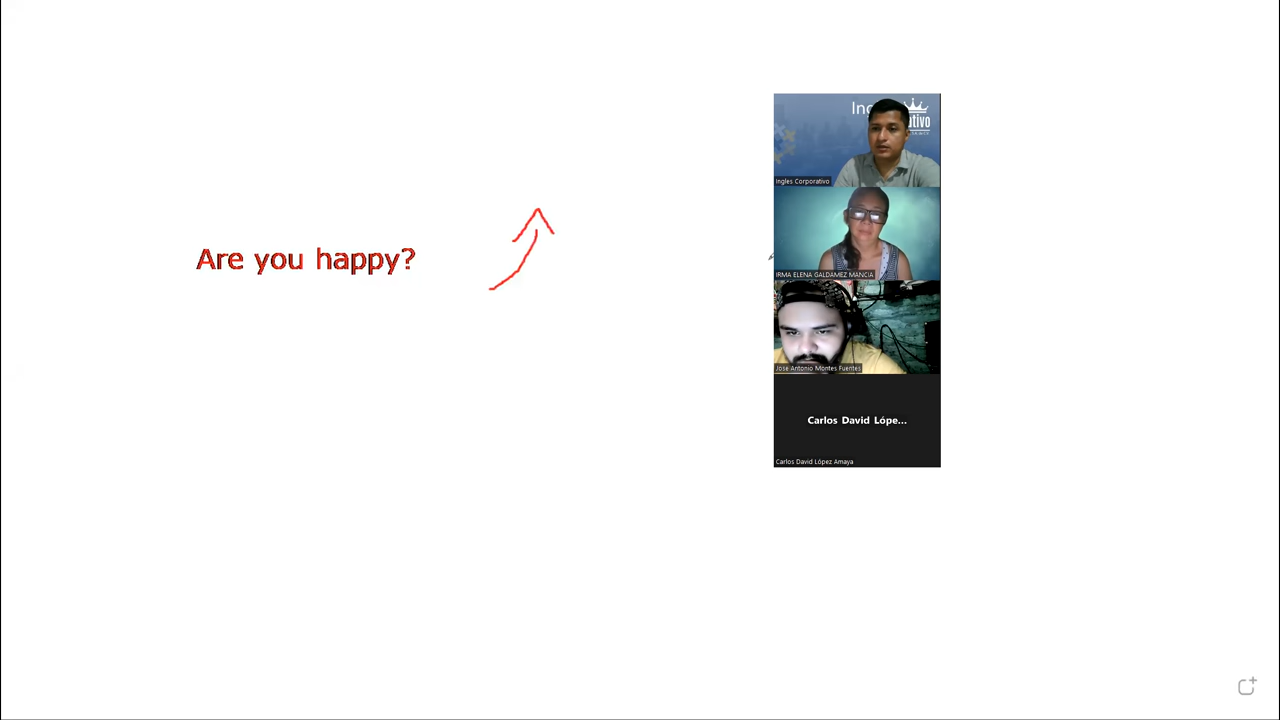 Are you happy?
Ingles Corporativo
IRMA ELENA GALDAMEZ MANCIA
Jose Antonio Montes Fuentes
Carlos David Lópe...
Carlos David López Amaya